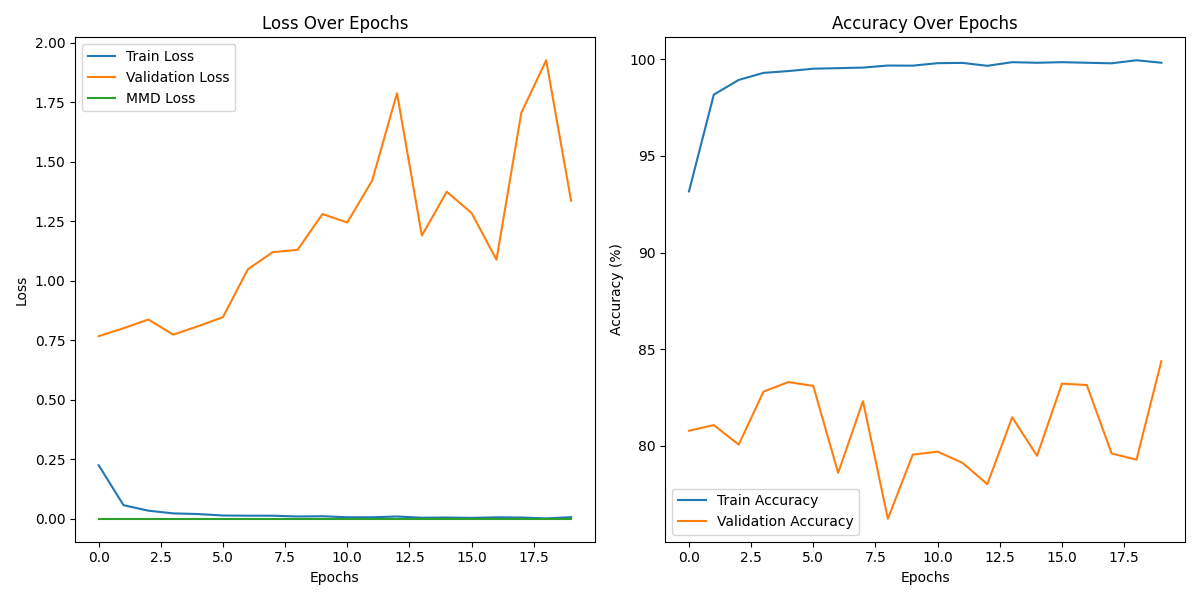 Loss Over Epochs
Train Loss
Validation Loss
MMD Loss
2.00
1.75
1.50
1.25
1.00
0.75
0.50
0.25
0.00
Loss
0.0 2.5 5.0 7.5 10.0 12.5 15.0 17.5
Epochs
Accuracy Over Epochs
100
95
90
85
80
Accuracy (%)
Train Accuracy
Validation Accuracy
0.0 2.5 5.0 7.5 10.0 12.5 15.0 17.5
Epochs